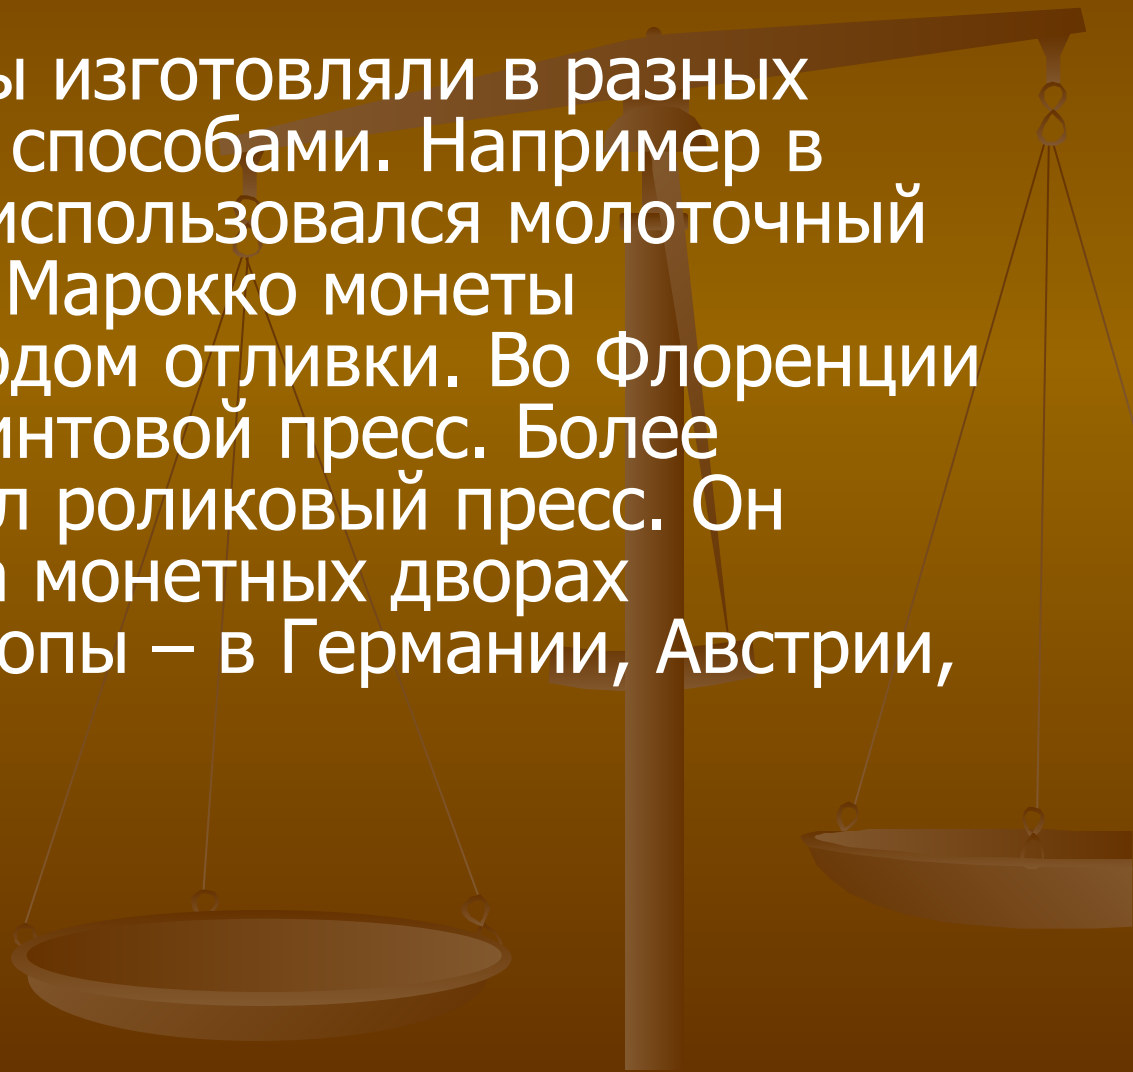 ы изготовляли в разных
способами. Например в
использовался молоточный
Марокко монеты
одом отливки. Во Флоренции
интовой пресс. Более
л роликовый пресс. Он
а монетных дворах
опы – в Германии, Австрии,